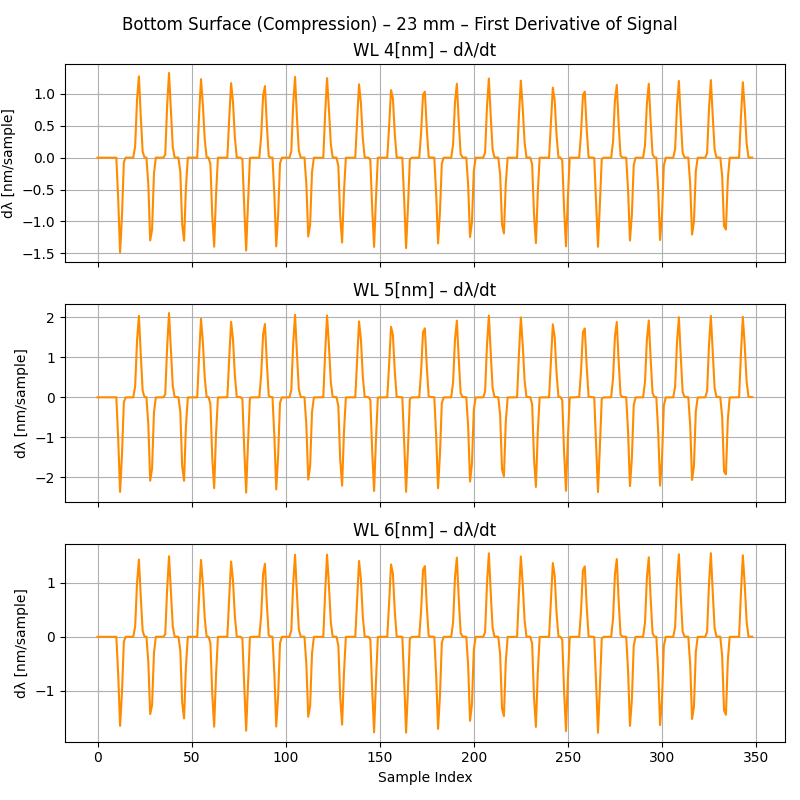 Bottom Surface (Compression) – 23 mm – First Derivative of Signal
WL 4[nm] – dλ/dt
1.0
0.5
0.0
−0.5
−1.0
−1.5
dλ [nm/sample]
WL 5[nm] – dλ/dt
2
1
0
−1
−2
dλ [nm/sample]
WL 6[nm] – dλ/dt
1
0
−1
dλ [nm/sample]
0 50 100 150 200 250 300 350
Sample Index